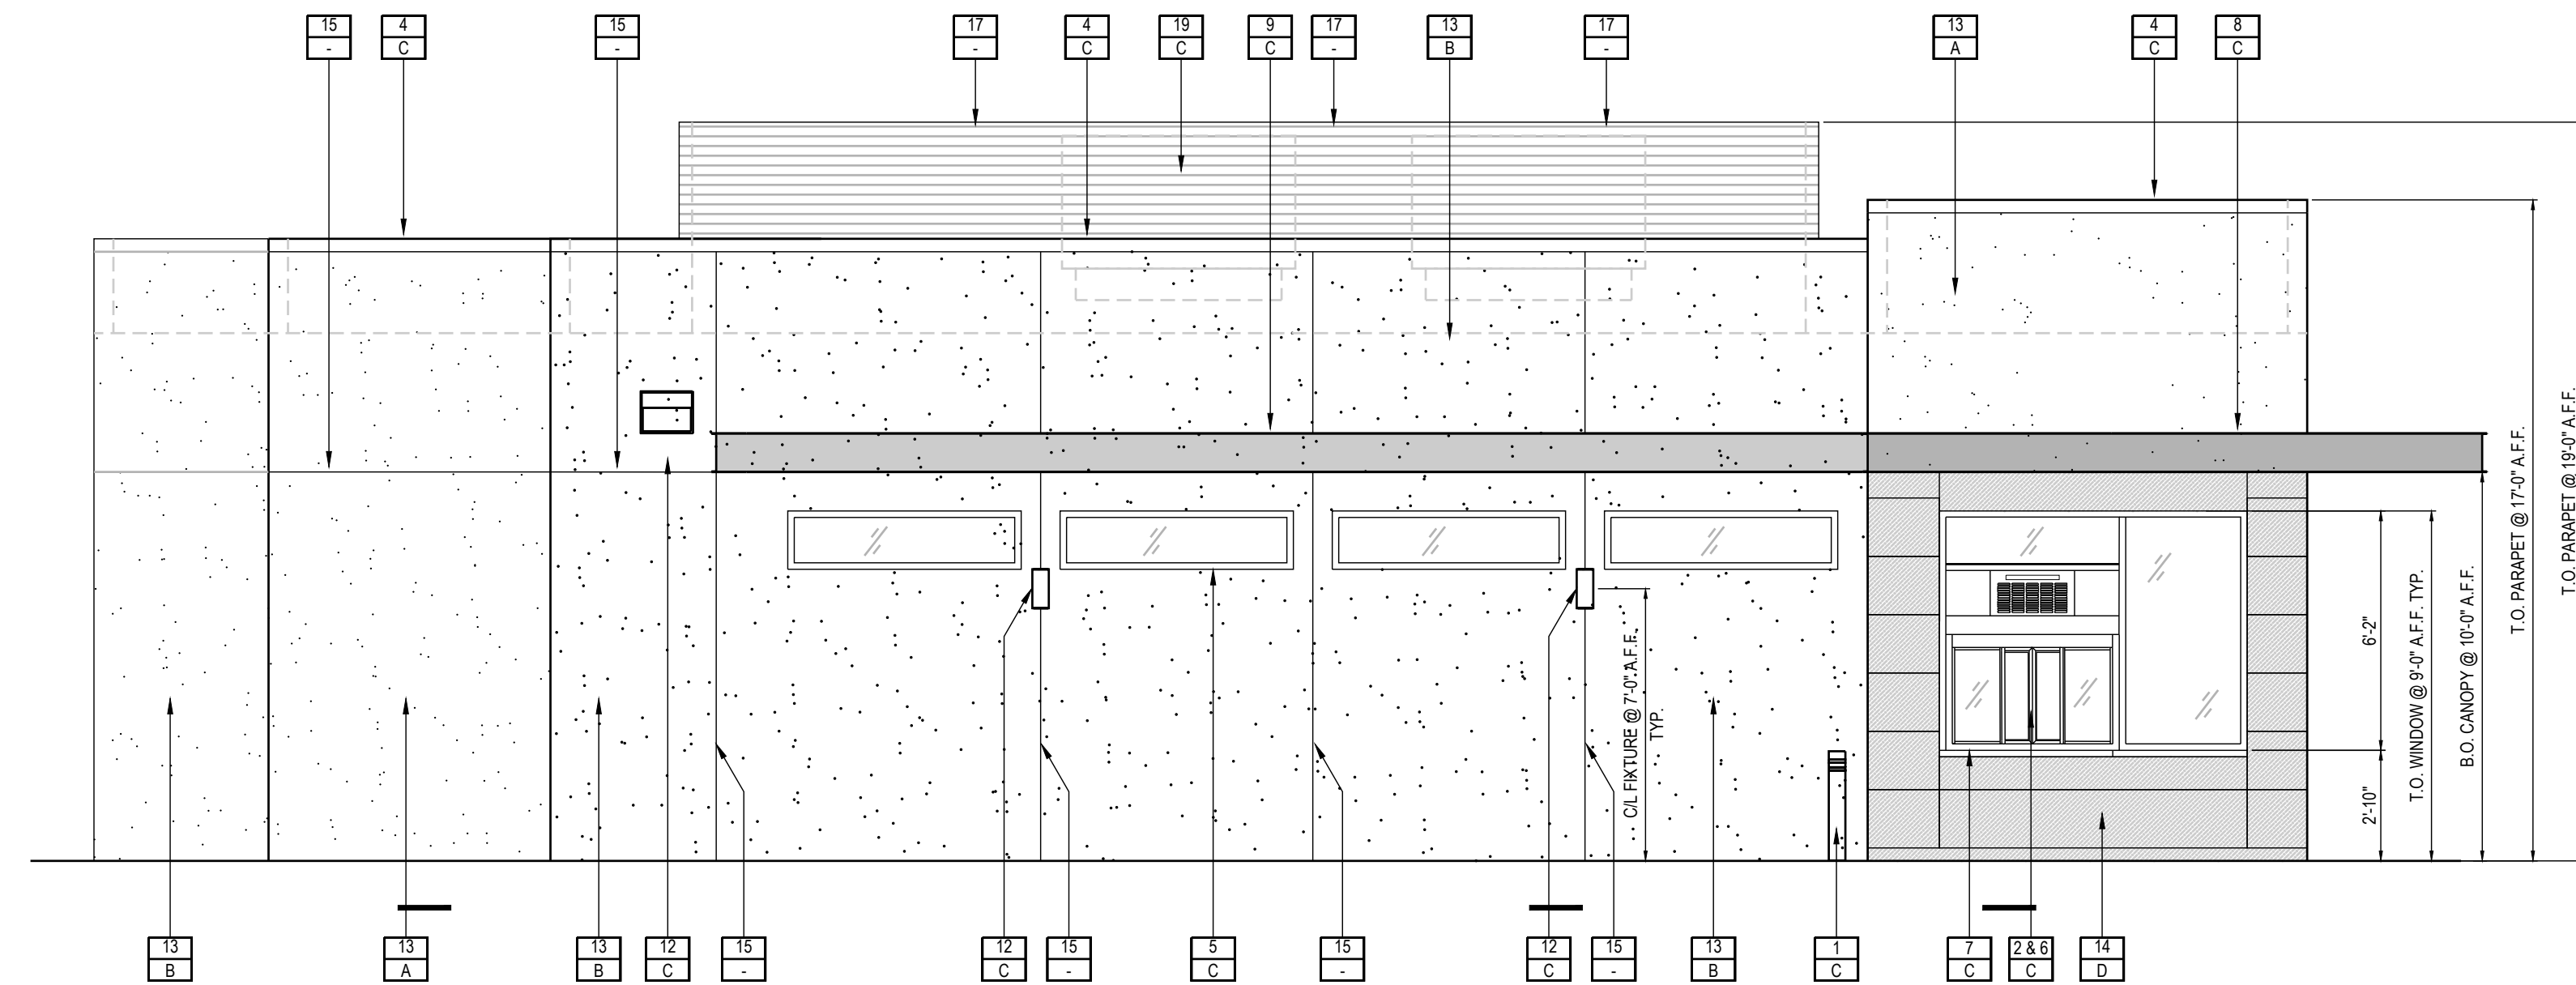 15
-
4
C
15
-
17
-
4
C
19
C
9
C
17
-
13
B
17
-
13
A
4
C
8
C
C/L FIXTURE @ 7'-0" A.F.F.
TYP.
6'-2"
2'-10"
T.O. WINDOW @ 9'-0" A.F.F. TYP.
B.O. CANOPY @ 10'-0" A.F.F.
T.O. PARAPET @ 17'-0" A.F.F.
T.O. PARAPET @ 19'-0" A.F.F.
13
B
13
A
13
B
12
C
15
-
12
C
15
-
5
C
15
-
12
C
15
-
13
B
1
C
7
C
2 & 6
C
14
D